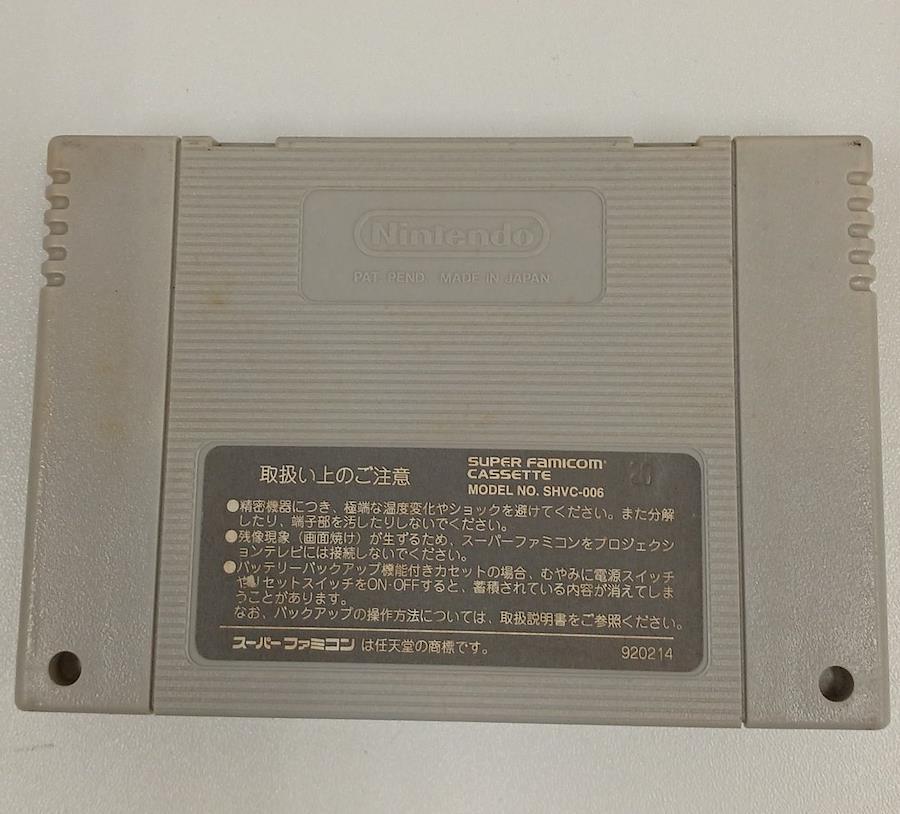 Nintendo
PAT. PEND. MADE IN JAPAN
取扱い上のご注意
SUPER FAMICOM
CASSETTE
MODEL NO. SHVC-006
20
●精密機器につき、極端な温度変化やショックを避けてください。また分解
したり、端子部を汚したりしないでください。
●残像現象（画面焼け）が生ずるため、スーパーファミコンをプロジェクシ
ョンテレビには接続しないでください。
●バッテリーバックアップ機能付きカセットの場合、むやみに電源スイッチ
やリセットスイッチをON・OFFすると、蓄積されている内容が消えてしま
うことがあります。
なお、バックアップの操作方法については、取扱説明書をご参照ください。
スーパーファミコン は任天堂の商標です。
920214